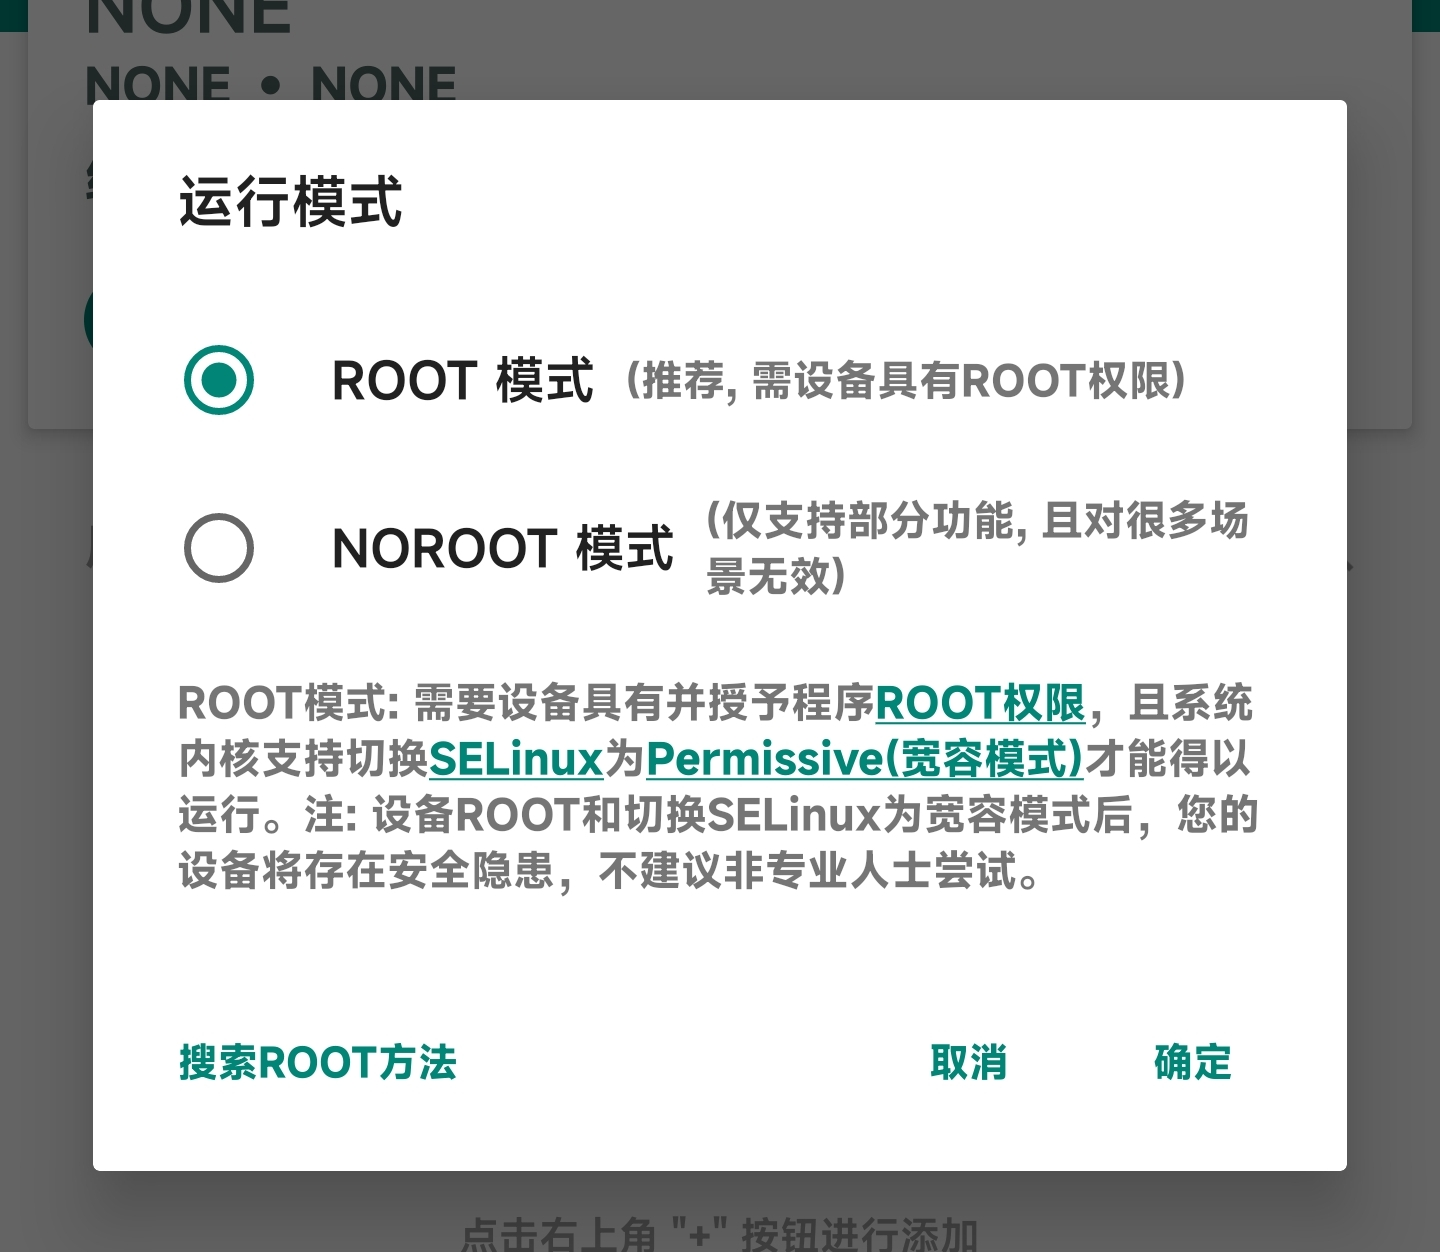 NONE
NONE • NONE
运行模式
ROOT 模式 (推荐, 需设备具有ROOT权限)
NOROOT 模式 (仅支持部分功能, 且对很多场
景无效)
ROOT模式: 需要设备具有并授予程序ROOT权限，且系统
内核支持切换SELinux为Permissive(宽容模式)才能得以
运行。注: 设备ROOT和切换SELinux为宽容模式后，您的
设备将存在安全隐患，不建议非专业人士尝试。
搜索ROOT方法 取消 确定
点击右上角 "+" 按钮进行添加